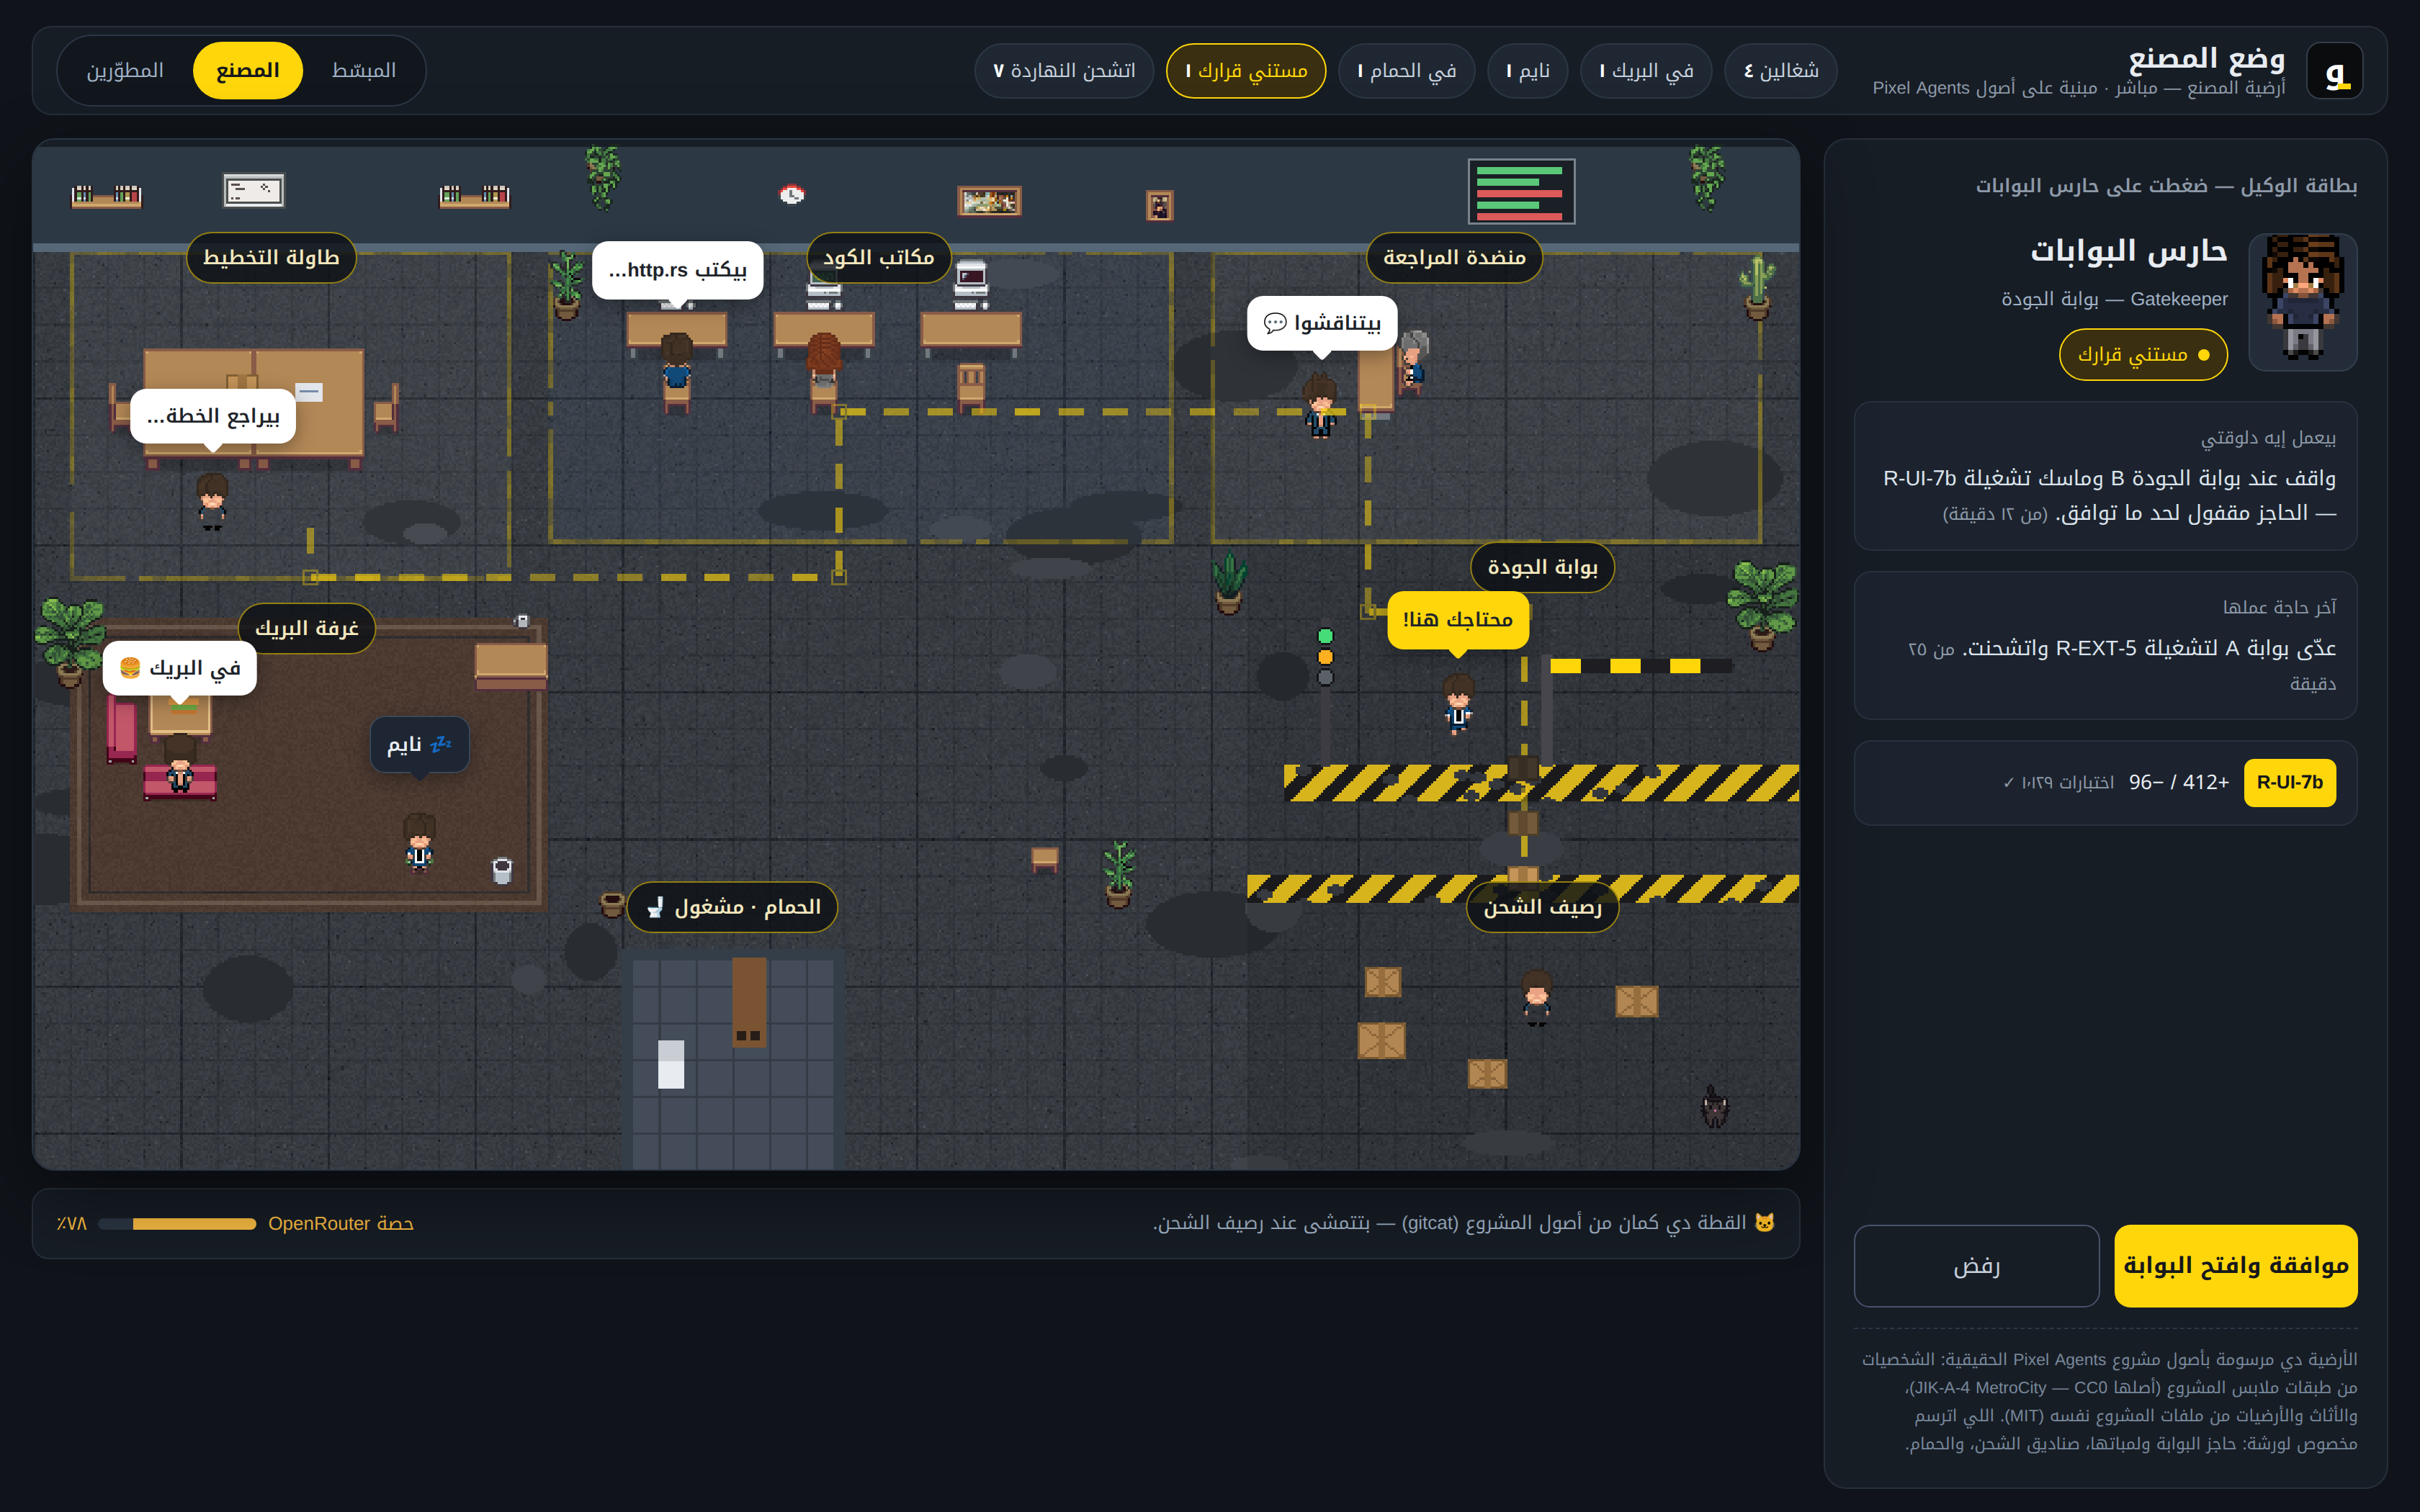 و
وضع المصنع
أرضية المصنع — مباشر · مبنية على أصول Pixel Agents
شغالين ٤
في البريك ١
نايم ١
في الحمام ١
مستني قرارك ١
اتشحن النهاردة ٧
المبسّط
المصنع
المطوّرين
بطاقة الوكيل — ضغطت على حارس البوابات
حارس البوابات
Gatekeeper — بوابة الجودة
مستني قرارك
بيعمل إيه دلوقتي
واقف عند بوابة الجودة B وماسك تشغيلة R-UI-7b
— الحاجز مقفول لحد ما توافق. (من ١٢ دقيقة)
آخر حاجة عملها
عدّى بوابة A لتشغيلة R-EXT-5 واتشحنت. من ٢٥
دقيقة
R-UI-7b
+412 / −96
اختبارات ١٬١٢٩ ✓
موافقة وافتح البوابة
رفض
الأرضية دي مرسومة بأصول مشروع Pixel Agents الحقيقية: الشخصيات
من طبقات ملابس المشروع (أصلها JIK-A-4 MetroCity — CC0)،
والأثاث والأرضيات من ملفات المشروع نفسه (MIT). اللي اترسم
مخصوص لورشة: حاجز البوابة ولمباتها، صناديق الشحن، والحمام.
منضدة المراجعة
مكاتب الكود
طاولة التخطيط
بيكتب http.rs…
بيتناقشوا 💬
بيراجع الخطة…
بوابة الجودة
محتاجك هنا!
غرفة البريك
في البريك 🍔
💤 نايم
الحمام · مشغول 🚽
رصيف الشحن
🐱 القطة دي كمان من أصول المشروع (gitcat) — بتتمشى عند رصيف الشحن.
حصة OpenRouter
٪٧٨